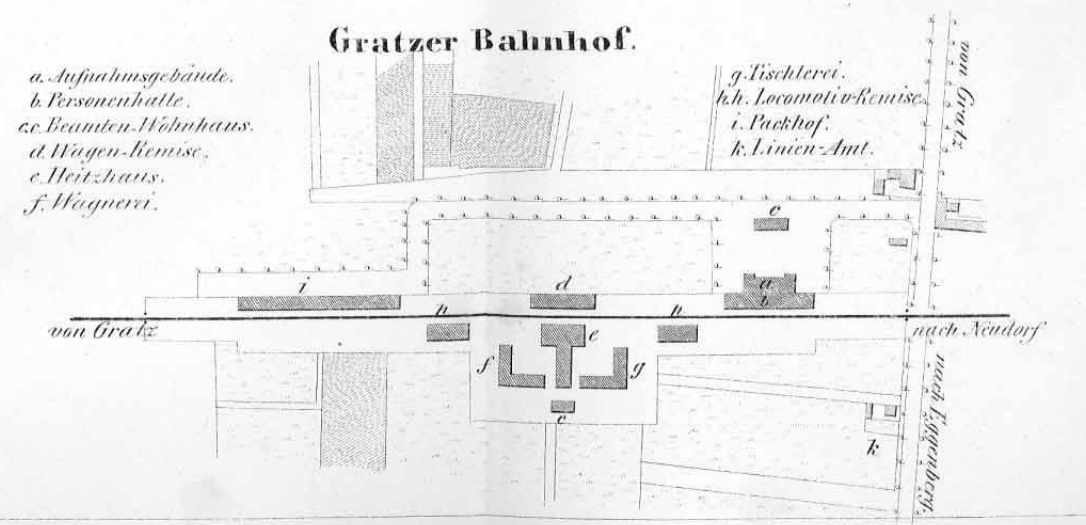 Gratzer Bahnhof.
a. Aufnahmsgebäude.
b. Personenhalle.
c.c. Beamten-Wohnhaus.
d. Wagen-Remise.
e. Heitzhaus.
f. Wagnerei.
g. Tischlerei.
h.h. Locomotiv-Remise.
i. Packhof.
k. Linien-Amt.
von Gratz
c
a
b
i
d
h
h
von Gratz
nach Neudorf
e
f
g
c
k
nach Eggenberg.